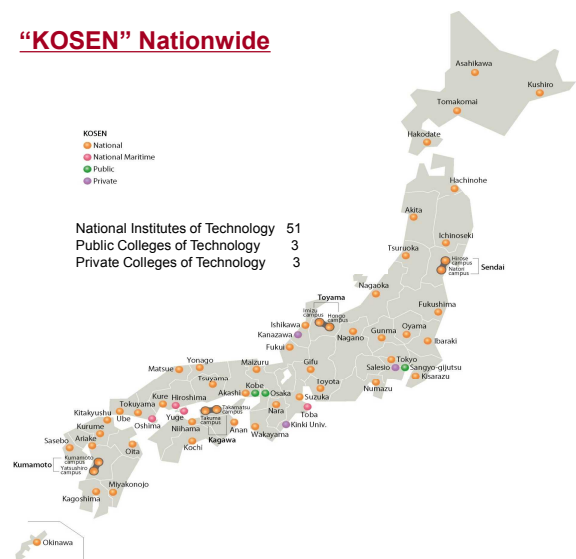 “KOSEN” Nationwide
KOSEN
National
National Maritime
Public
Private
National Institutes of Technology 51
Public Colleges of Technology 3
Private Colleges of Technology 3
Asahikawa
Kushiro
Tomakomai
Hakodate
Hachinohe
Akita
Ichinoseki
Tsuruoka
Hirose
campus
Natori
campus
Sendai
Nagaoka
Toyama
Imizu
campus
Hongo
campus
Fukushima
Ishikawa
Kanazawa
Nagano
Gunma
Oyama
Ibaraki
Fukui
Gifu
Tokyo
Salesio
Sangyo-gijutsu
Kisarazu
Numazu
Matsue
Yonago
Maizuru
Tsuyama
Toyota
Kobe
Akashi
Osaka
Suzuka
Toba
Nara
Kinki Univ.
Wakayama
Tokuyama
Kure
Hiroshima
Yuge
Takamatsu
campus
Takuma
campus
Kagawa
Anan
Niihama
Kochi
Kitakyushu
Ube
Oshima
Kurume
Sasebo
Ariake
Oita
Kumamoto
campus
Yatsushiro
campus
Kumamoto
Miyakonojo
Kagoshima
Okinawa